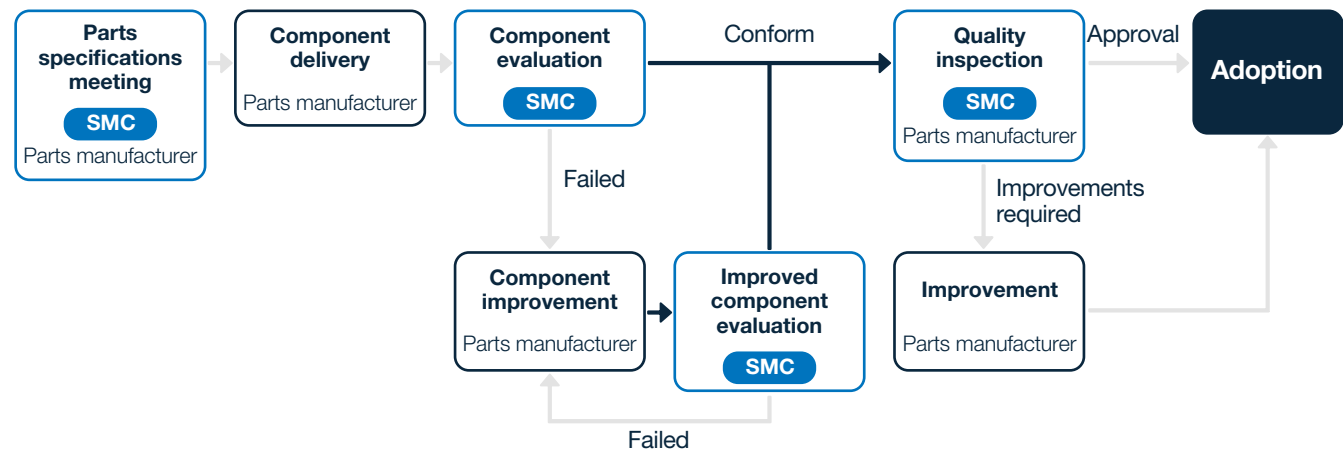 Parts
specifications
meeting
SMC
Parts manufacturer
Component
delivery
Parts manufacturer
Component
evaluation
SMC
Conform
Quality
inspection
SMC
Parts manufacturer
Approval
Adoption
Failed
Improvements
required
Component
improvement
Parts manufacturer
Improved
component
evaluation
SMC
Improvement
Parts manufacturer
Failed